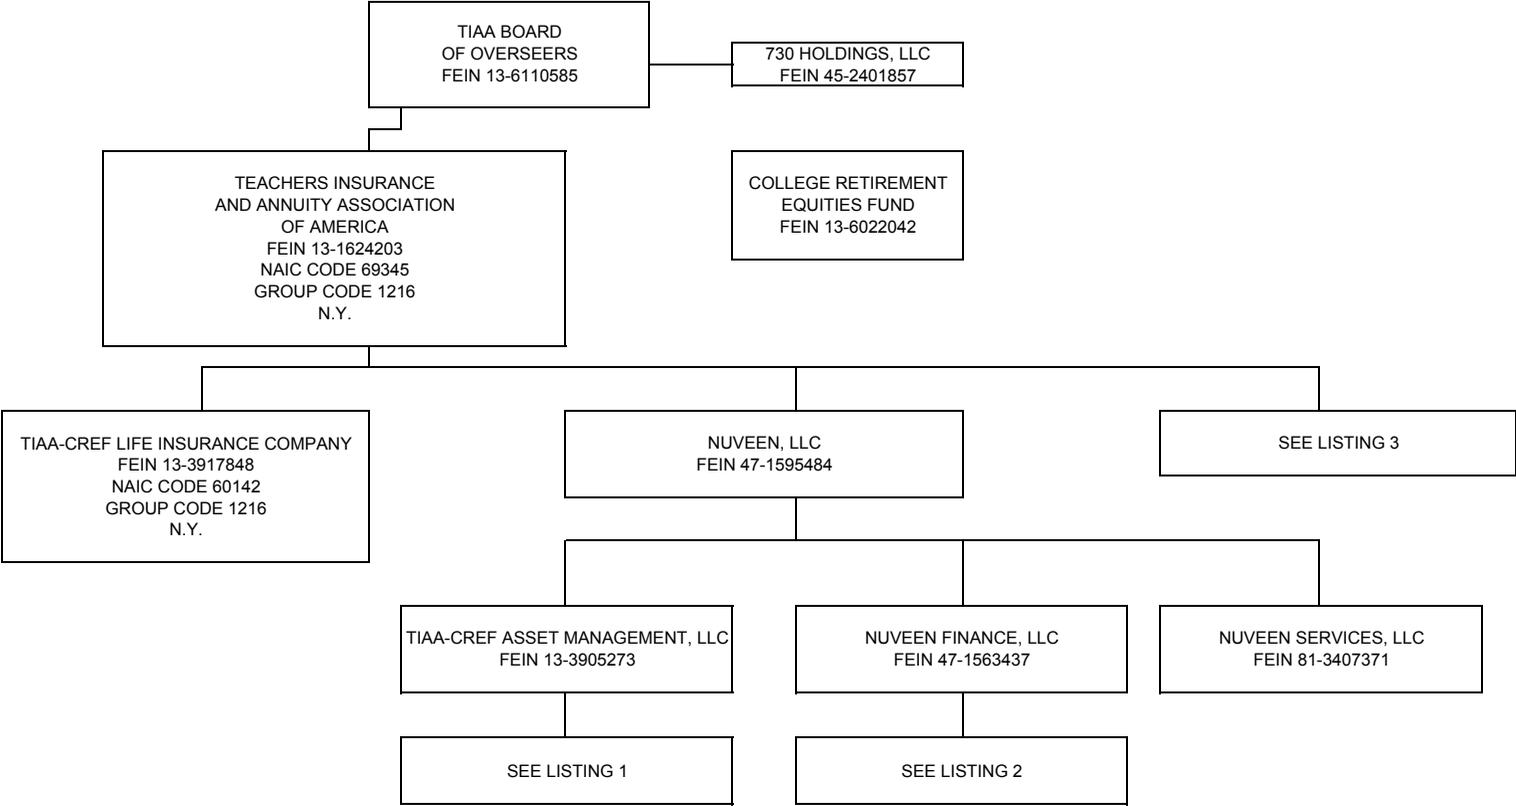 TIAA BOARD
OF OVERSEERS
FEIN 13-6110585
730 HOLDINGS, LLC
FEIN 45-2401857
TEACHERS INSURANCE
AND ANNUITY ASSOCIATION
OF AMERICA
FEIN 13-1624203
NAIC CODE 69345
GROUP CODE 1216
N.Y.
COLLEGE RETIREMENT
EQUITIES FUND
FEIN 13-6022042
TIAA-CREF LIFE INSURANCE COMPANY
FEIN 13-3917848
NAIC CODE 60142
GROUP CODE 1216
N.Y.
NUVEEN, LLC
FEIN 47-1595484
SEE LISTING 3
TIAA-CREF ASSET MANAGEMENT, LLC
FEIN 13-3905273
NUVEEN FINANCE, LLC
FEIN 47-1563437
NUVEEN SERVICES, LLC
FEIN 81-3407371
SEE LISTING 1
SEE LISTING 2